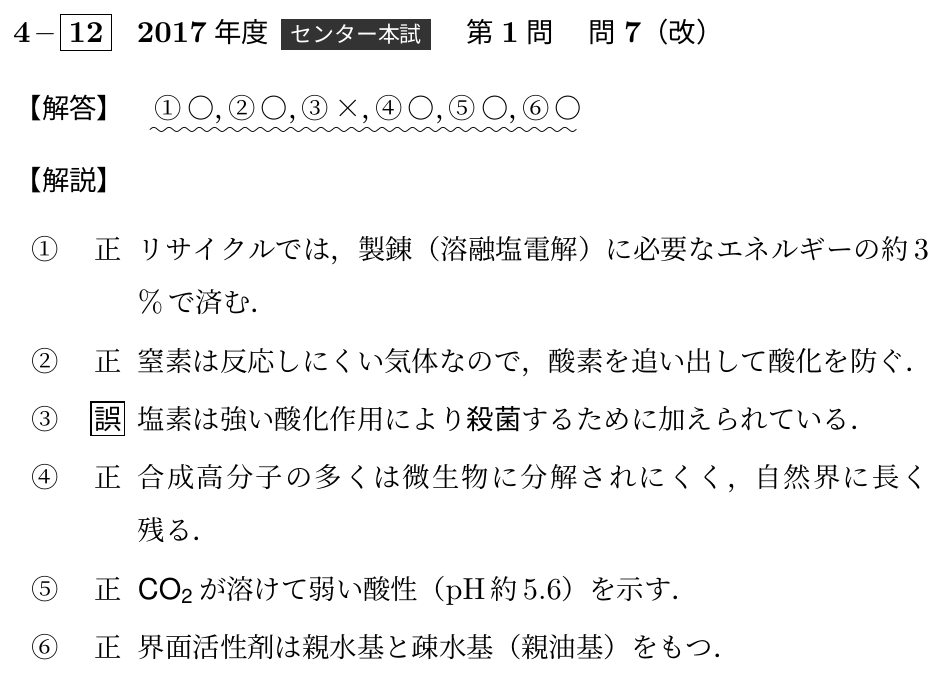 4－12 2017 年度 センター本試 第 1 問 問 7（改）
【解答】 ①○, ②○, ③×, ④○, ⑤○, ⑥○
【解説】
① 正 リサイクルでは，製錬（溶融塩電解）に必要なエネルギーの約 3
% で済む．
② 正 窒素は反応しにくい気体なので，酸素を追い出して酸化を防ぐ．
③ 誤 塩素は強い酸化作用により殺菌するために加えられている．
④ 正 合成高分子の多くは微生物に分解されにくく，自然界に長く
残る．
⑤ 正 CO₂ が溶けて弱い酸性（pH 約 5.6）を示す．
⑥ 正 界面活性剤は親水基と疎水基（親油基）をもつ．